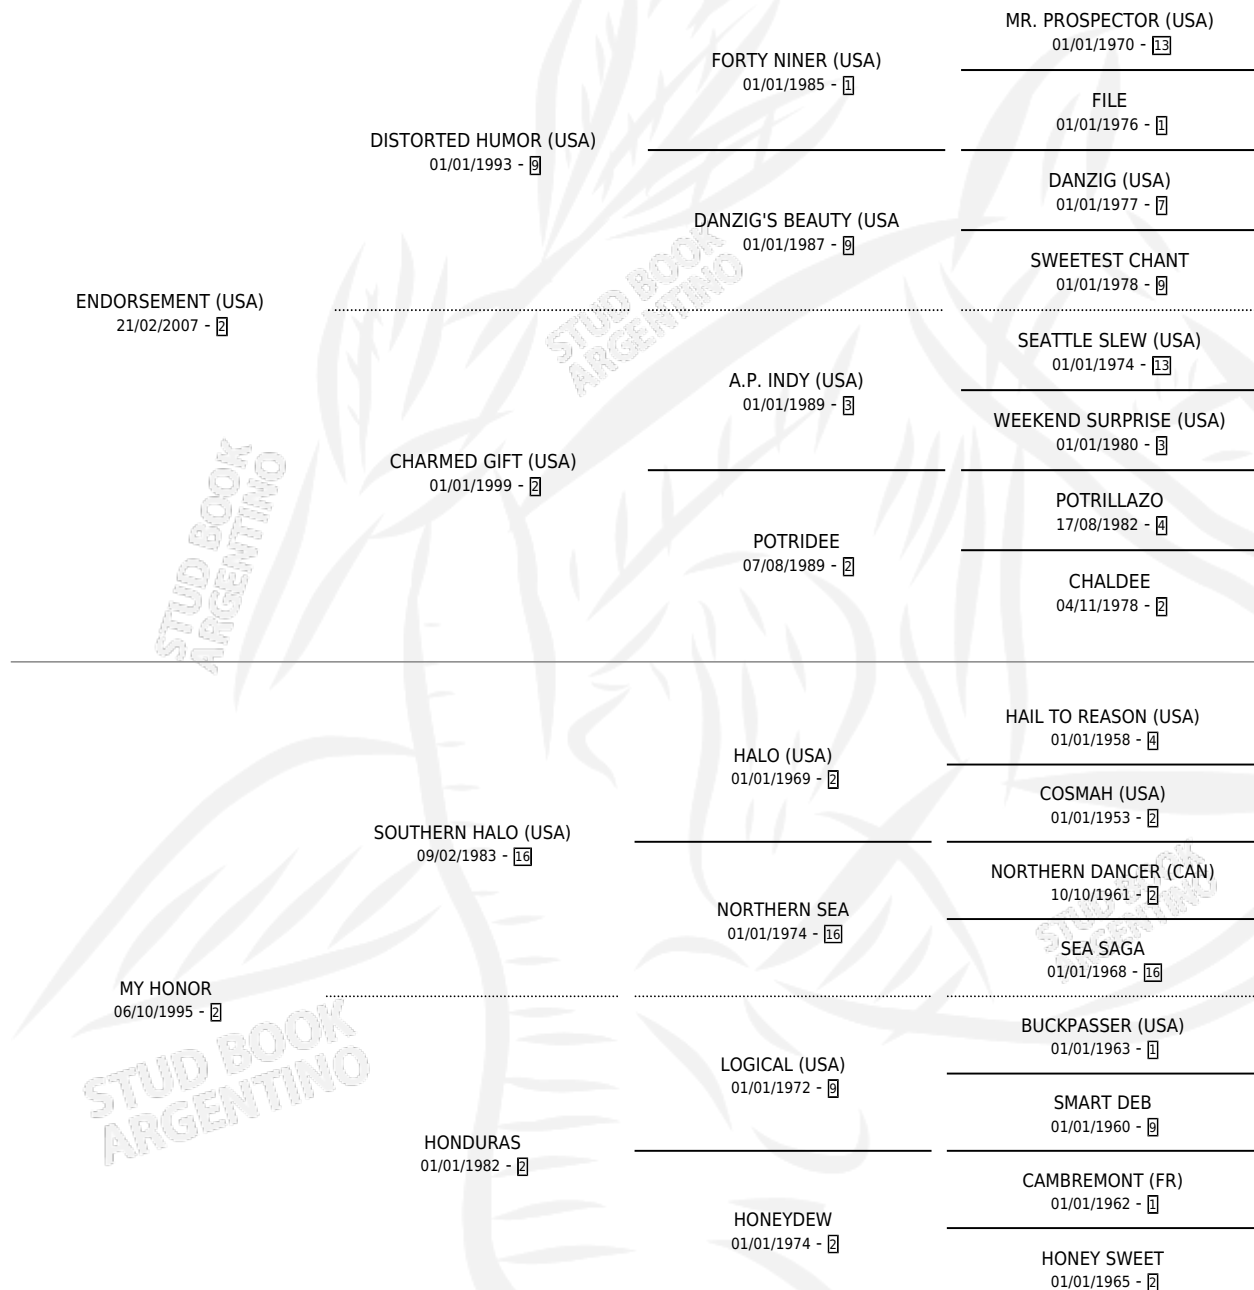 MR. PROSPECTOR (USA)
01/01/1970 - 13
FORTY NINER (USA)
01/01/1985 - 1
FILE
01/01/1976 - 1
DISTORTED HUMOR (USA)
01/01/1993 - 9
DANZIG (USA)
01/01/1977 - 7
DANZIG'S BEAUTY (USA
01/01/1987 - 9
SWEETEST CHANT
01/01/1978 - 9
ENDORSEMENT (USA)
21/02/2007 - 2
SEATTLE SLEW (USA)
01/01/1974 - 13
A.P. INDY (USA)
01/01/1989 - 3
WEEKEND SURPRISE (USA)
01/01/1980 - 3
CHARMED GIFT (USA)
01/01/1999 - 2
POTRILLAZO
17/08/1982 - 4
POTRIDEE
07/08/1989 - 2
CHALDEE
04/11/1978 - 2
HAIL TO REASON (USA)
01/01/1958 - 4
HALO (USA)
01/01/1969 - 2
COSMAH (USA)
01/01/1953 - 2
SOUTHERN HALO (USA)
09/02/1983 - 16
NORTHERN DANCER (CAN)
10/10/1961 - 2
NORTHERN SEA
01/01/1974 - 16
SEA SAGA
01/01/1968 - 16
MY HONOR
06/10/1995 - 2
BUCKPASSER (USA)
01/01/1963 - 1
LOGICAL (USA)
01/01/1972 - 9
SMART DEB
01/01/1960 - 9
HONDURAS
01/01/1982 - 2
CAMBREMONT (FR)
01/01/1962 - 1
HONEYDEW
01/01/1974 - 2
HONEY SWEET
01/01/1965 - 2
STUD BOOK
ARGENTINO
STUD BOOK
ARGENTINO
STUD BOOK
ARGENTINO
STUD BOOK
ARGENTINO